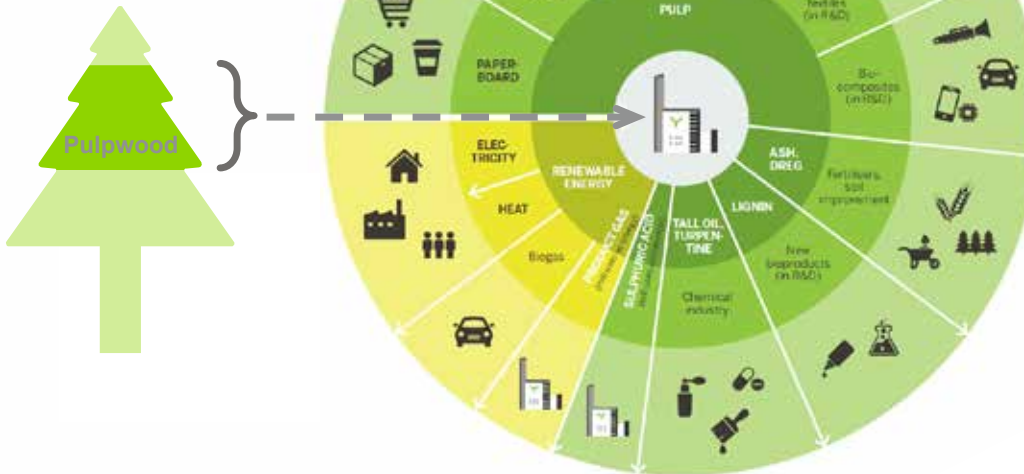 PULP
textiles
(in R&D)
PAPER-
BOARD
Bio-
composites
(in R&D)
Pulpwood
ELEC-
TRICITY
ASH,
DREG
RENEWABLE
ENERGY
Fertilisers,
soil
improvement
HEAT
LIGNIN
TALL OIL,
TURPEN-
TINE
Biogas
PRODUCT GAS
SULPHURIC ACID
New
bioproducts
(in R&D)
Chemical
industry